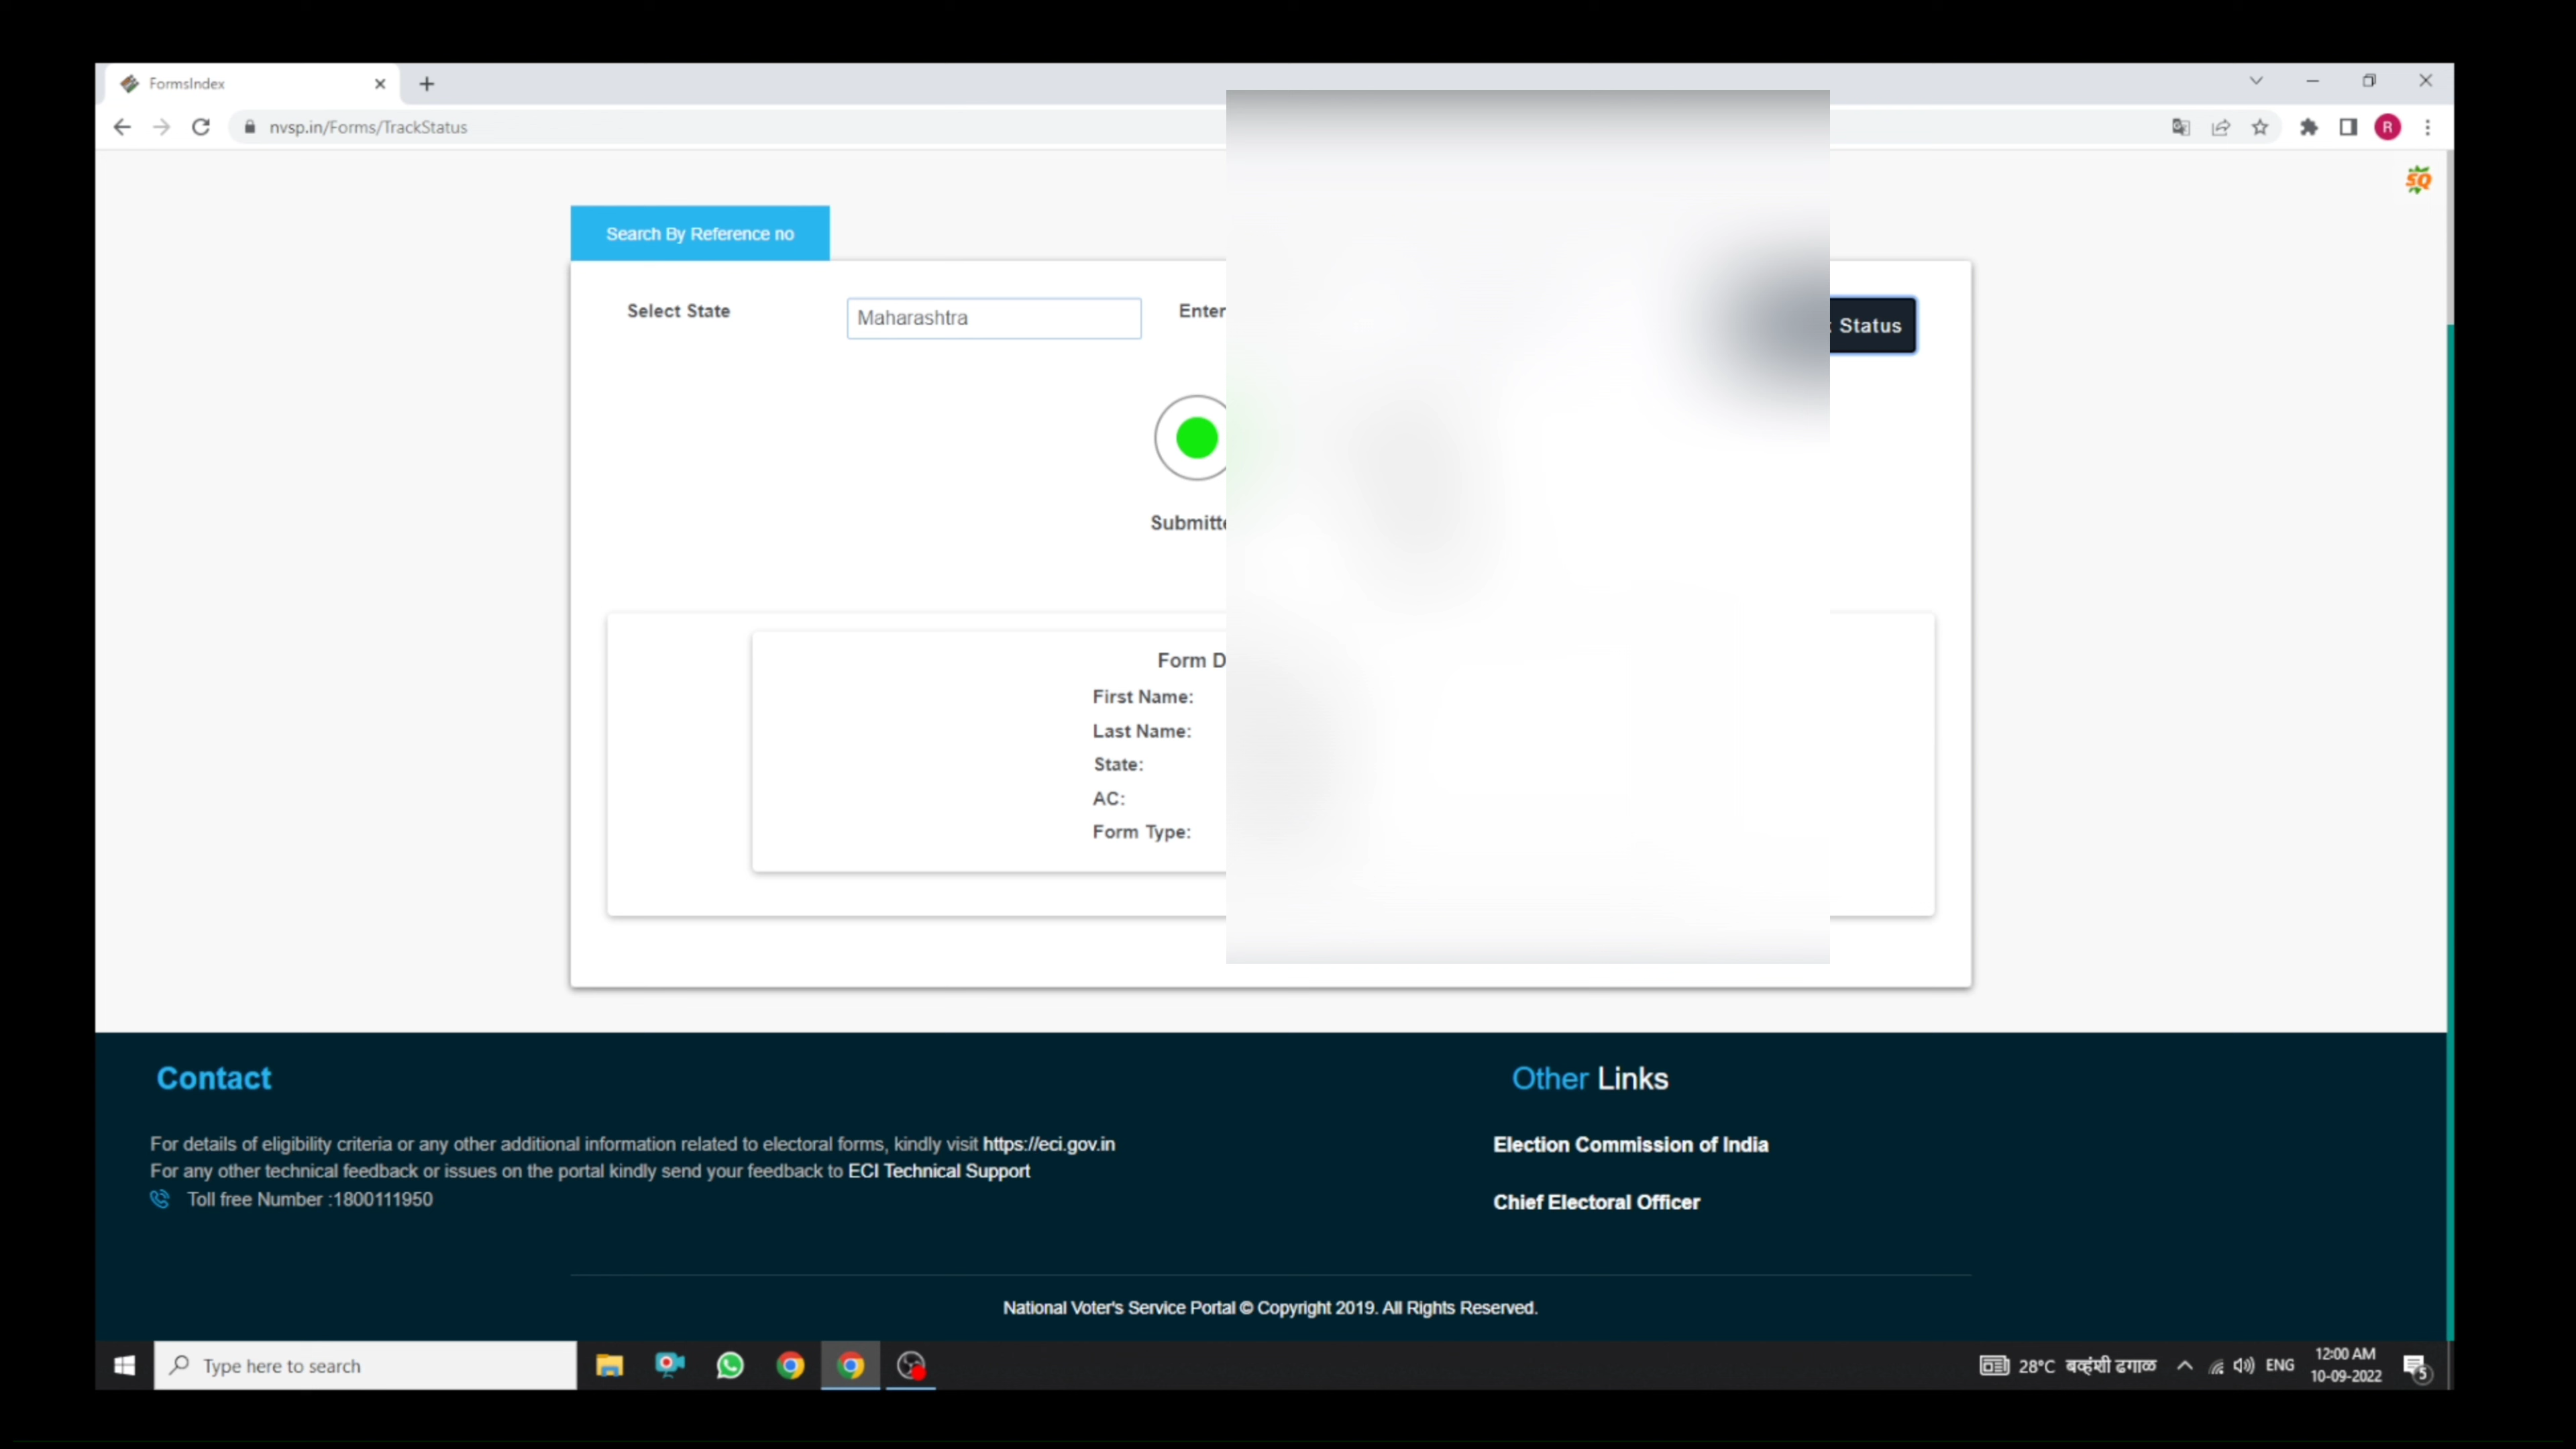 FormsIndex
nvsp.in/Forms/TrackStatus
R
SQ
Search By Reference no
Select State
Maharashtra
Enter
Status
Form D
First Name:
Last Name:
State:
AC:
Form Type:
Contact
Other Links
For details of eligibility criteria or any other additional information related to electoral forms, kindly visit https://eci.gov.in
For any other technical feedback or issues on the portal kindly send your feedback to ECI Technical Support
Toll free Number :1800111950
Election Commission of India
Chief Electoral Officer
National Voter's Service Portal © Copyright 2019. All Rights Reserved.
Type here to search
28°C
ENG
12:00 AM
10-09-2022
5